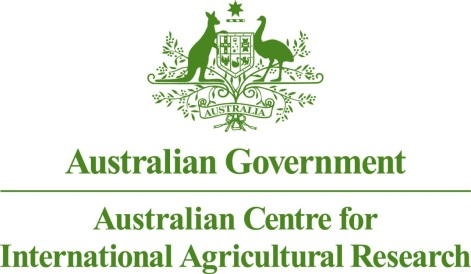 AUSTRALIA
Australian Government
Australian Centre for
International Agricultural Research